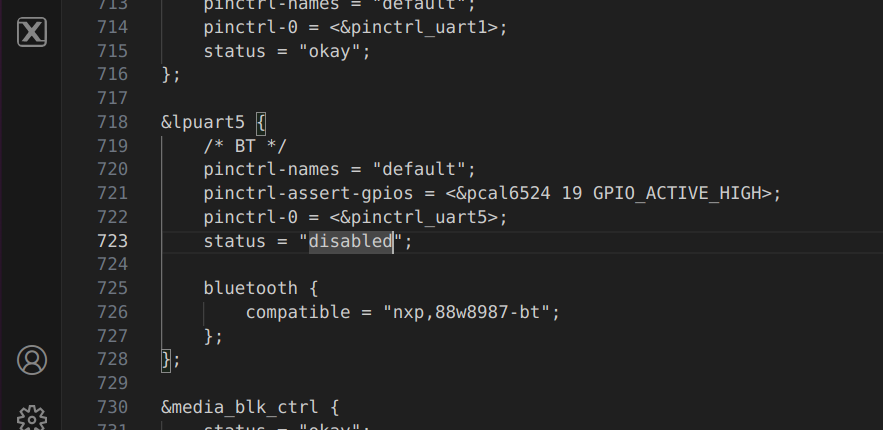 713 pinctrl-names = "default";
714 pinctrl-0 = <&pinctrl_uart1>;
715 status = "okay";
716 };
717
718 &lpuart5 {
719 /* BT */
720 pinctrl-names = "default";
721 pinctrl-assert-gpios = <&pcal6524 19 GPIO_ACTIVE_HIGH>;
722 pinctrl-0 = <&pinctrl_uart5>;
723 status = "disabled";
724
725 bluetooth {
726 compatible = "nxp,88w8987-bt";
727 };
728 };
729
730 &media_blk_ctrl {
731 status = "okay";